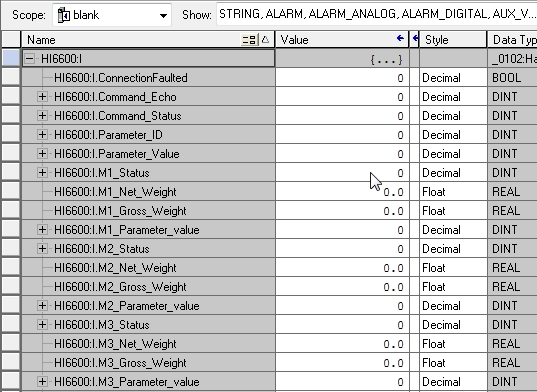 Scope: blank Show: STRING, ALARM, ALARM_ANALOG, ALARM_DIGITAL, AUX_V...
Name Value Style Data Typ
HI6600:I {...} _0102:Ha
HI6600:I.ConnectionFaulted 0 Decimal BOOL
HI6600:I.Command_Echo 0 Decimal DINT
HI6600:I.Command_Status 0 Decimal DINT
HI6600:I.Parameter_ID 0 Decimal DINT
HI6600:I.Parameter_Value 0 Decimal DINT
HI6600:I.M1_Status 0 Decimal DINT
HI6600:I.M1_Net_Weight 0.0 Float REAL
HI6600:I.M1_Gross_Weight 0.0 Float REAL
HI6600:I.M1_Parameter_value 0 Decimal DINT
HI6600:I.M2_Status 0 Decimal DINT
HI6600:I.M2_Net_Weight 0.0 Float REAL
HI6600:I.M2_Gross_Weight 0.0 Float REAL
HI6600:I.M2_Parameter_value 0 Decimal DINT
HI6600:I.M3_Status 0 Decimal DINT
HI6600:I.M3_Net_Weight 0.0 Float REAL
HI6600:I.M3_Gross_Weight 0.0 Float REAL
HI6600:I.M3_Parameter_value 0 Decimal DINT